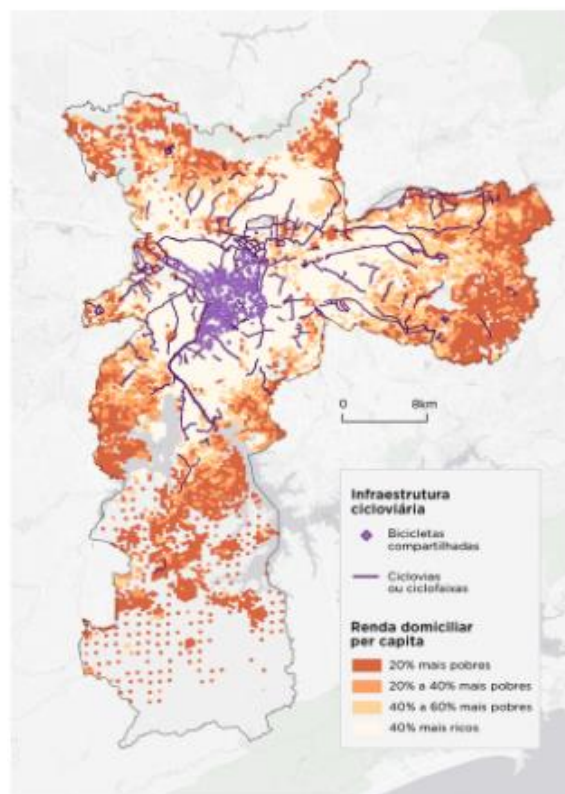 0 8km
Infraestrutura
cicloviária
Bicicletas
compartilhadas
Ciclovias
ou ciclofaixas
Renda domiciliar
per capita
20% mais pobres
20% a 40% mais pobres
40% a 60% mais pobres
40% mais ricos